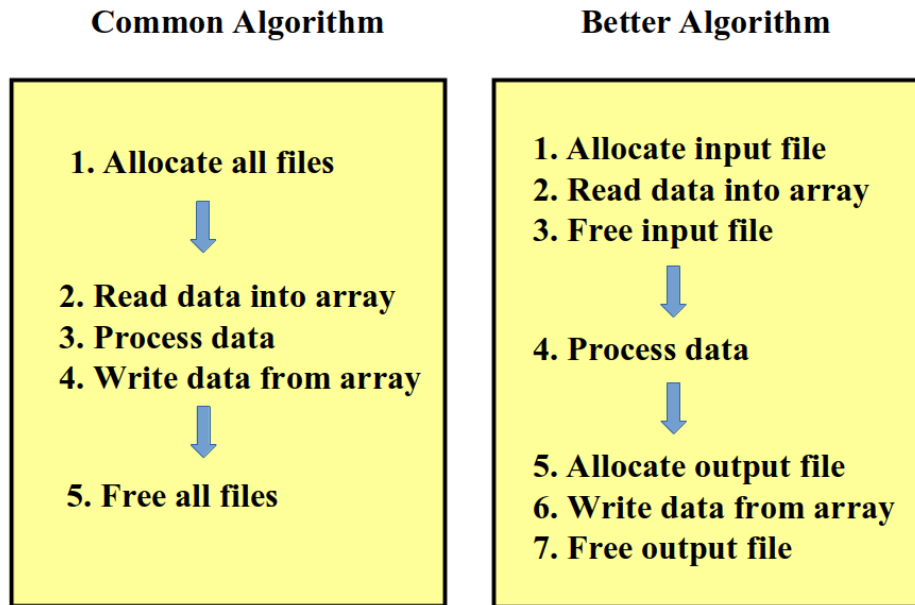 Common Algorithm
1. Allocate all files
2. Read data into array
3. Process data
4. Write data from array
5. Free all files
Better Algorithm
1. Allocate input file
2. Read data into array
3. Free input file
4. Process data
5. Allocate output file
6. Write data from array
7. Free output file